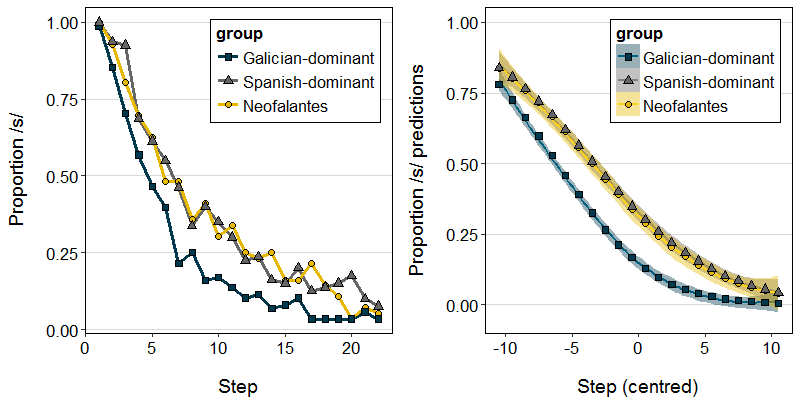 Proportion /s/
1.00
0.75
0.50
0.25
0.00
0
5
10
15
20
Step
group
Galician-dominant
Spanish-dominant
Neofalantes
Proportion /s/ predictions
1.00
0.75
0.50
0.25
0.00
-10
-5
0
5
10
Step (centred)
group
Galician-dominant
Spanish-dominant
Neofalantes